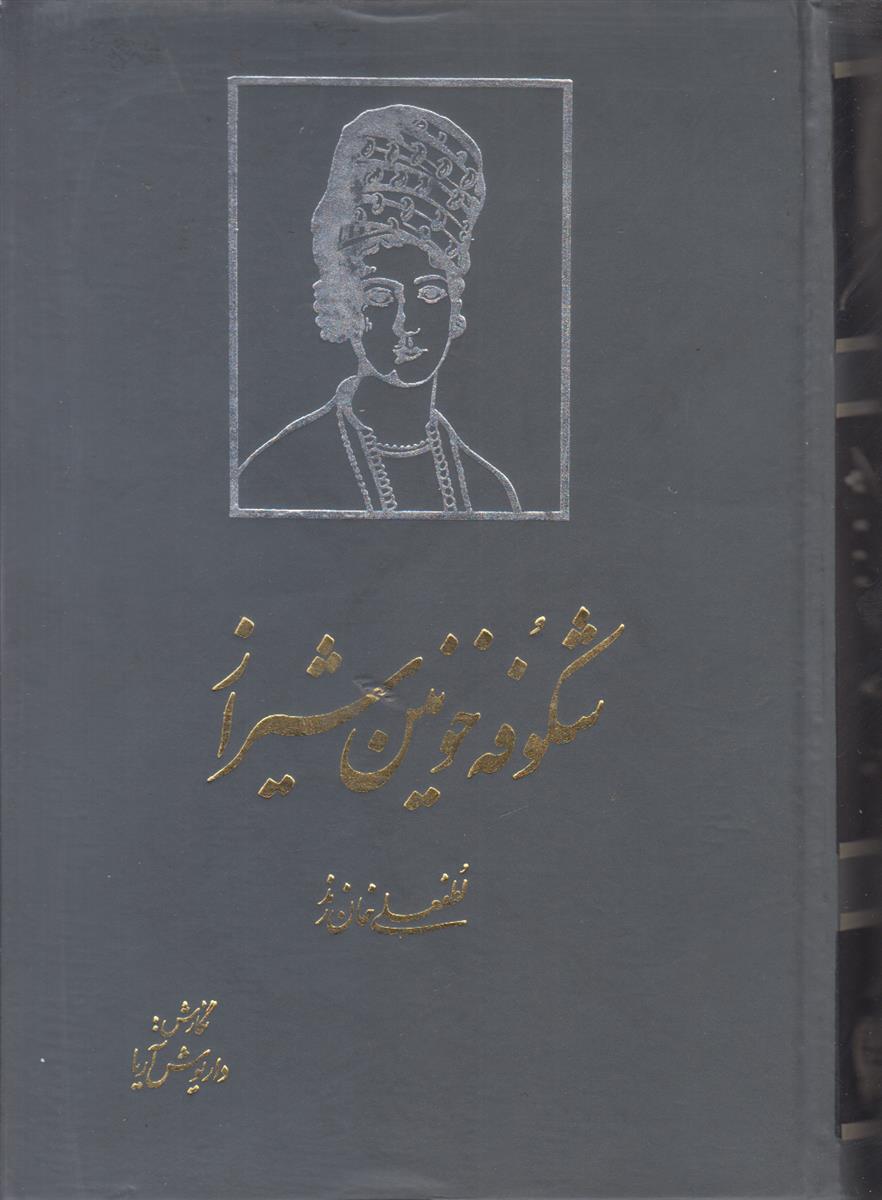 شکوفه خونین شیراز
لطفعلی خان زند
نگارش:
داریوش آریا